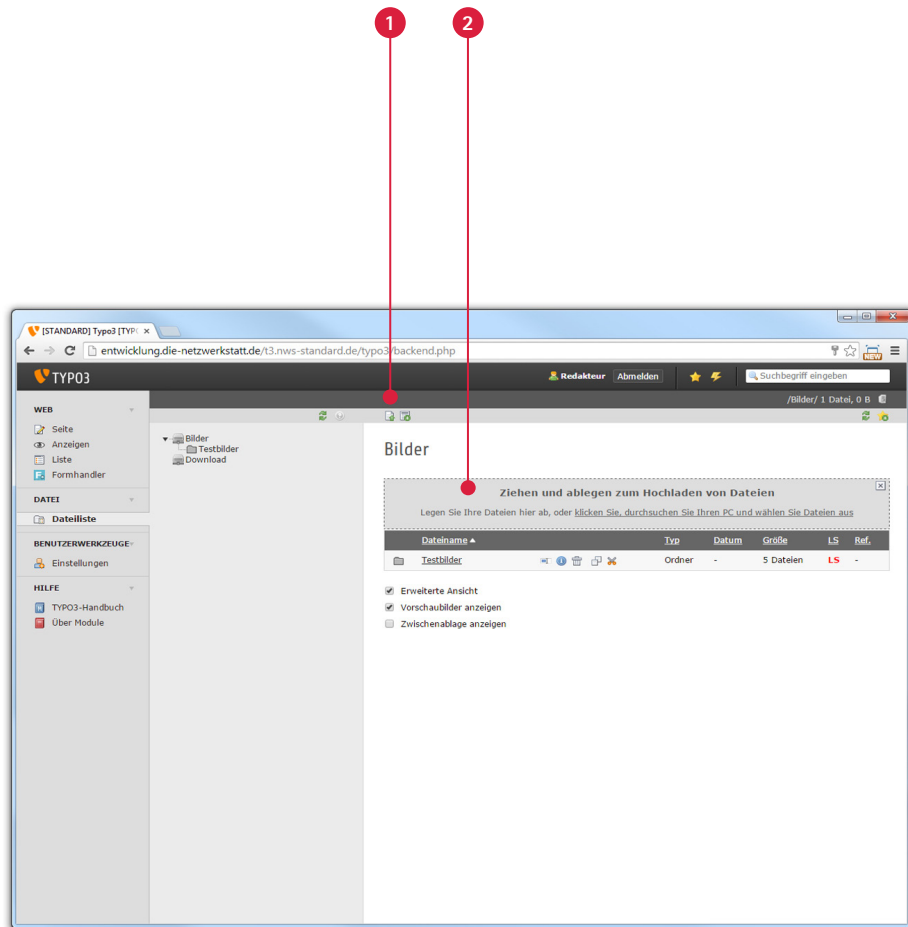 1 2
[STANDARD] Typo3 [TYP
entwicklung.die-netzwerkstatt.de/t3.nws-standard.de/typo3/backend.php
NEW
TYPO3
Redakteur Abmelden Suchbegriff eingeben
/Bilder/ 1 Datei, 0 B
WEB
Seite
Anzeigen
Liste
Formhandler
DATEI
Dateiliste
BENUTZERWERKZEUGE
Einstellungen
HILFE
TYPO3-Handbuch
Über Module
Bilder
Testbilder
Download
Bilder
Ziehen und ablegen zum Hochladen von Dateien
Legen Sie Ihre Dateien hier ab, oder klicken Sie, durchsuchen Sie Ihren PC und wählen Sie Dateien aus
Dateiname Typ Datum Größe LS Ref.
Testbilder Ordner - 5 Dateien LS -
Erweiterte Ansicht
Vorschaubilder anzeigen
Zwischenablage anzeigen